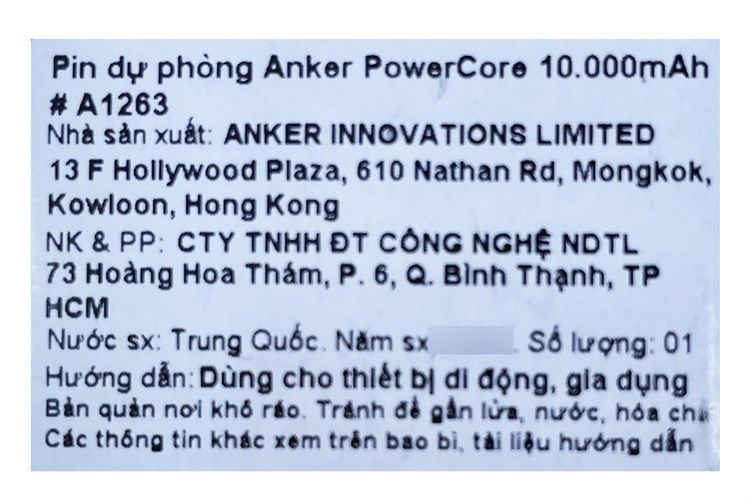 Pin dự phòng Anker PowerCore 10.000mAh
# A1263
Nhà sản xuất: ANKER INNOVATIONS LIMITED
13 F Hollywood Plaza, 610 Nathan Rd, Mongkok,
Kowloon, Hong Kong
NK & PP: CTY TNHH ĐT CÔNG NGHỆ NDTL
73 Hoàng Hoa Thám, P. 6, Q. Bình Thạnh, TP
HCM
Nước sx: Trung Quốc. Năm sx . Số lượng: 01
Hướng dẫn: Dùng cho thiết bị di động, gia dụng
Bản quản nơi khô ráo. Tránh để gần lửa, nước, hóa
Các thông tin khác xem trên bao bì, tài liệu hướng dẫn